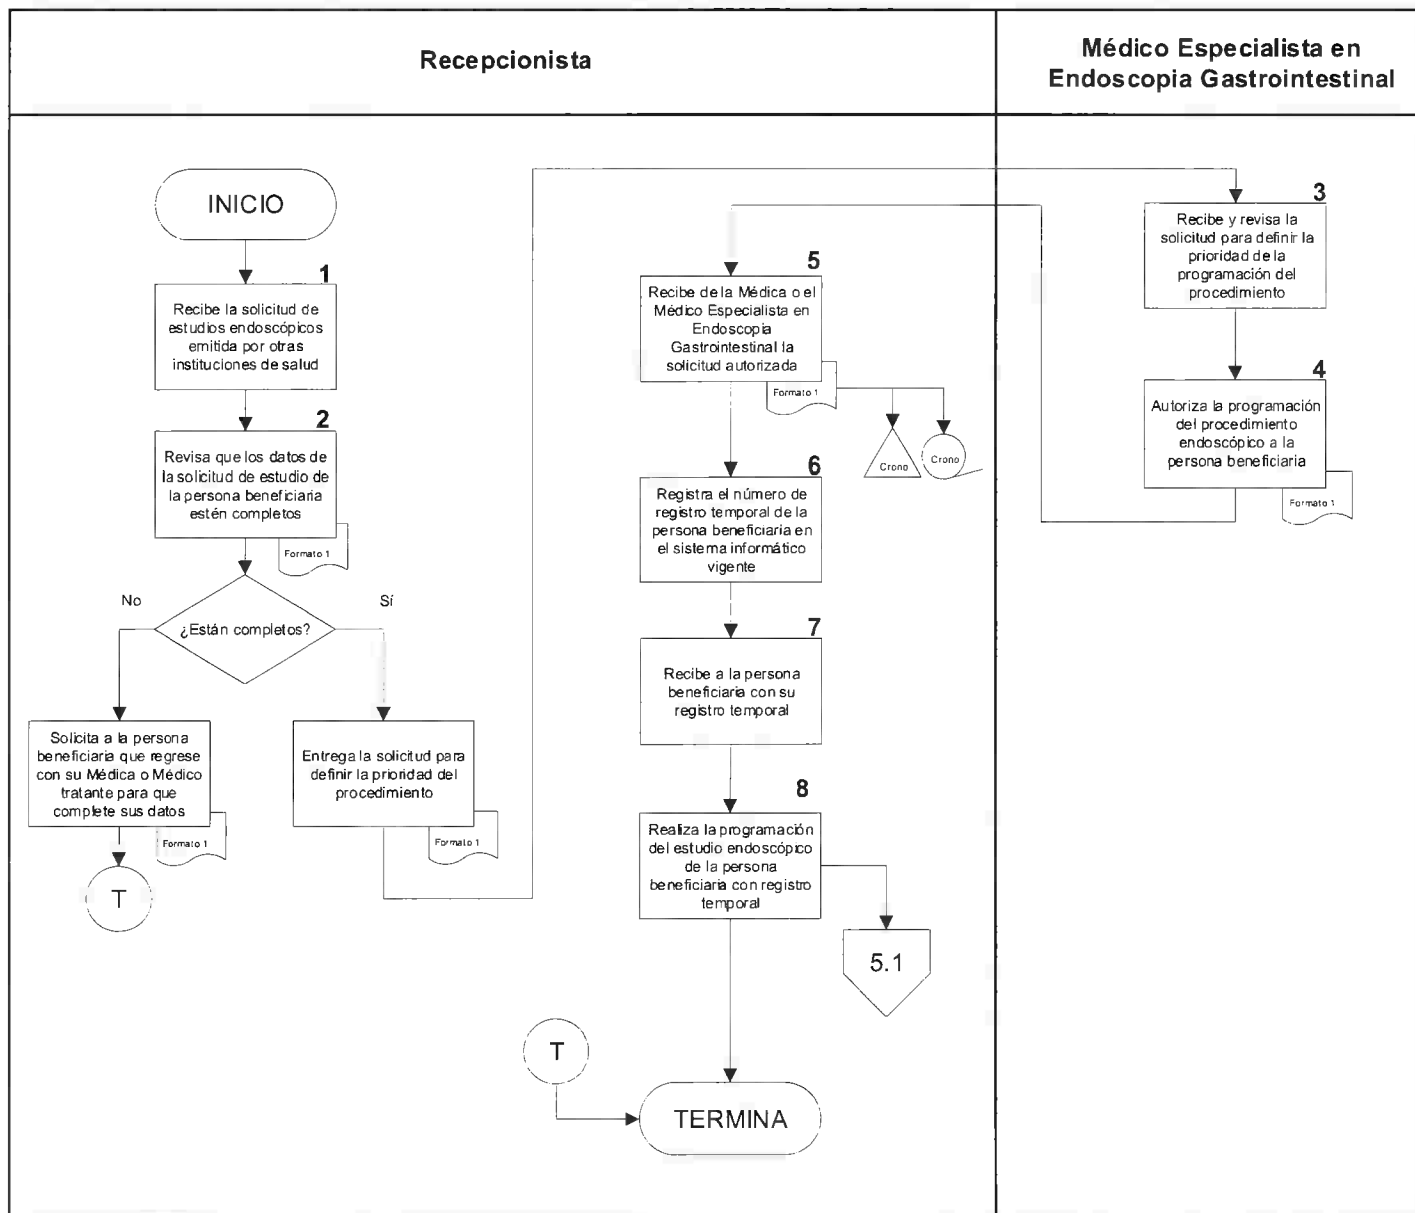 Recepcionista
Médico Especialista en
Endoscopia Gastrointestinal
INICIO
1
Recibe la solicitud de
estudios endoscópicos
emitida por otras
instituciones de salud
2
Revisa que los datos de
la solicitud de estudio de
la persona beneficiaria
estén completos
Formato 1
¿Están completos?
No
Sí
Solicita a la persona
beneficiaria que regrese
con su Médica o Médico
tratante para que
complete sus datos
Formato 1
T
Entrega la solicitud para
definir la prioridad del
procedimiento
Formato 1
3
Recibe y revisa la
solicitud para definir la
prioridad de la
programación del
procedimiento
4
Autoriza la programación
del procedimiento
endoscópico a la
persona beneficiaria
Formato 1
5
Recibe de la Médica o el
Médico Especialista en
Endoscopia
Gastrointestinal la
solicitud autorizada
Formato 1
Crono
Crono
6
Registra el número de
registro temporal de la
persona beneficiaria en
el sistema informático
vigente
7
Recibe a la persona
beneficiaria con su
registro temporal
8
Realiza la programación
del estudio endoscópico
de la persona
beneficiaria con registro
temporal
5.1
T
TERMINA